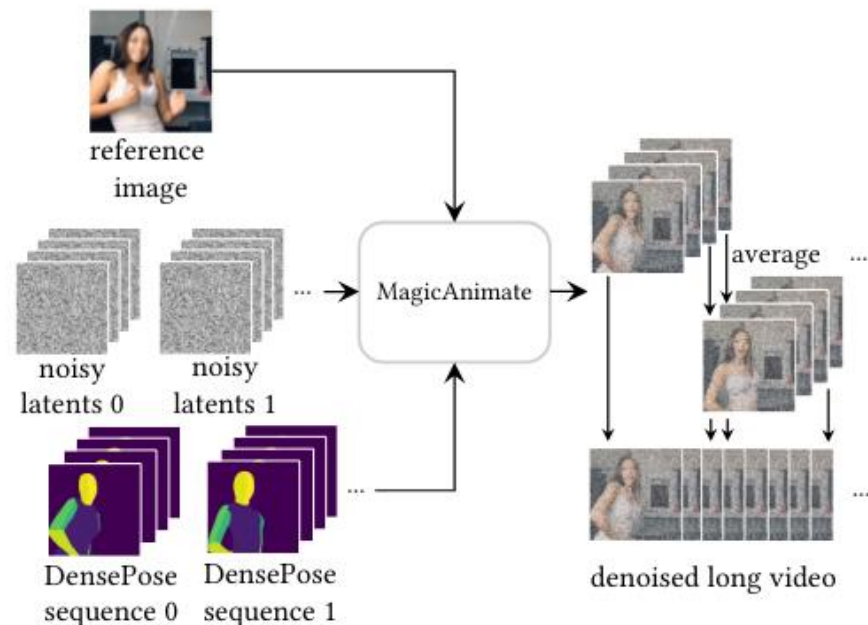 reference
image
MagicAnimate
average
...
...
noisy
latents 0
noisy
latents 1
...
DensePose
sequence 0
DensePose
sequence 1
...
denoised long video